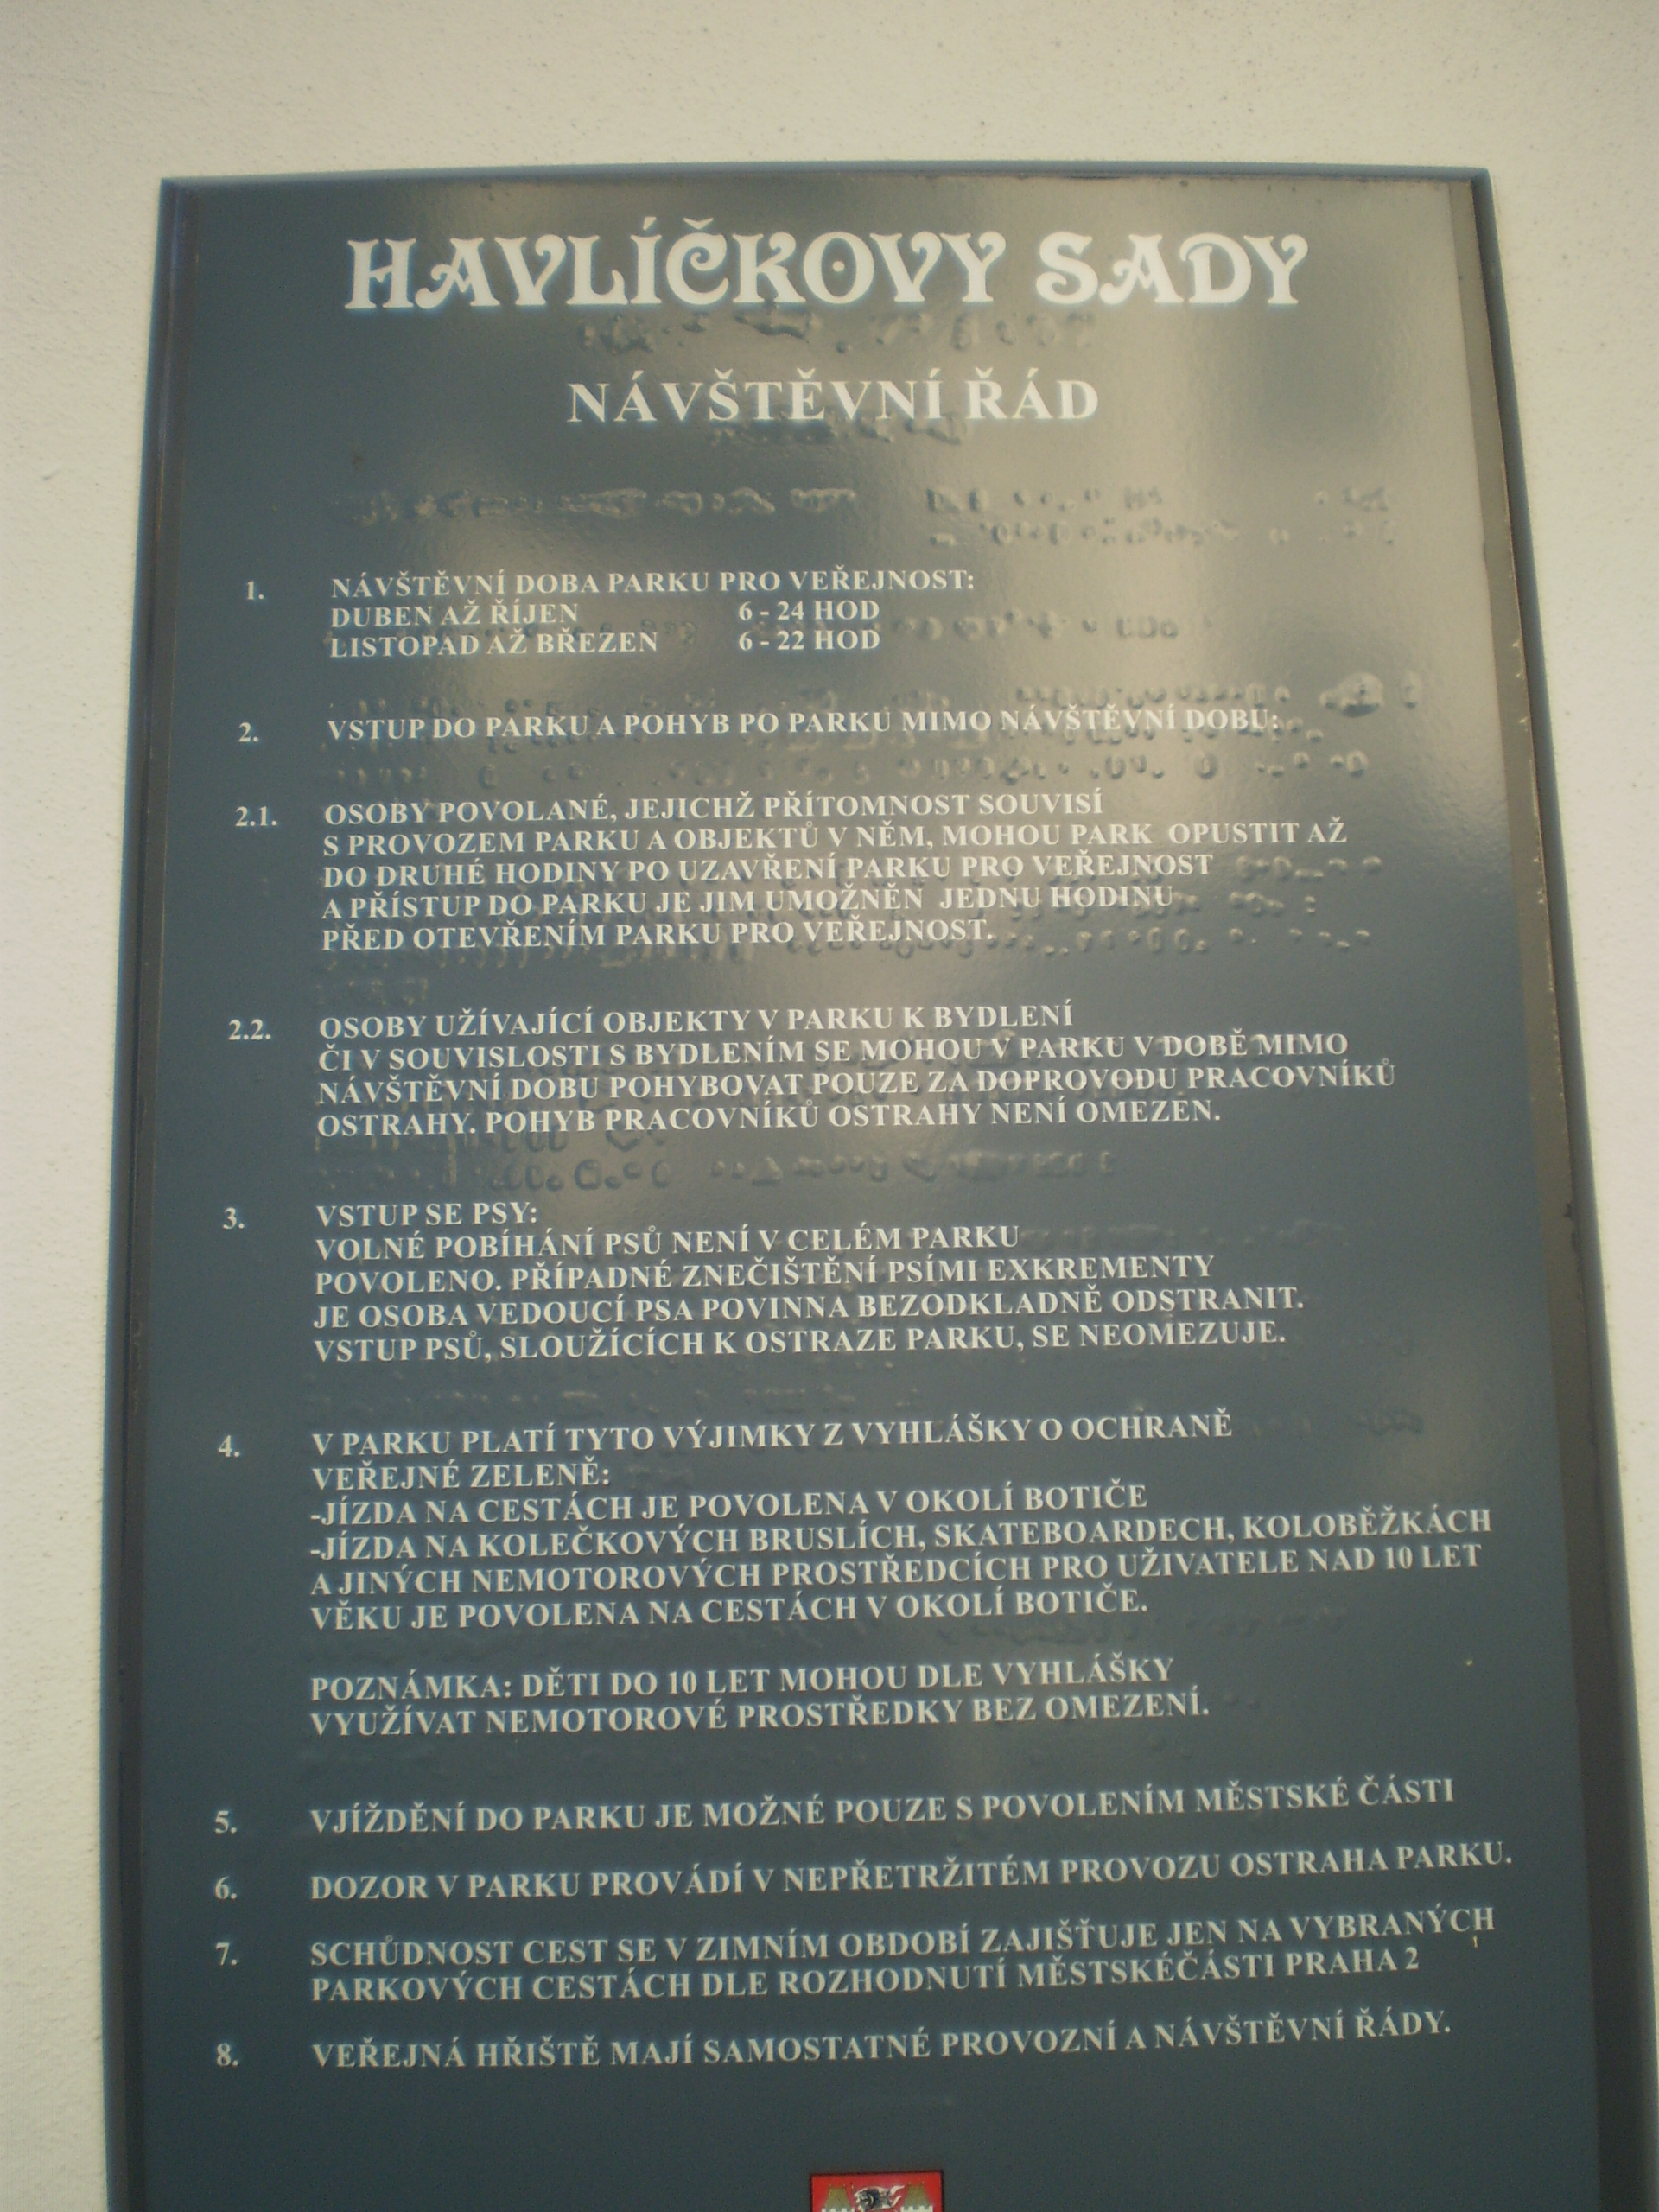 HAVLÍČKOVY SADY
NÁVŠTĚVNÍ ŘÁD
1. NÁVŠTĚVNÍ DOBA PARKU PRO VEŘEJNOST:
DUBEN AŽ ŘÍJEN 6 - 24 HOD
LISTOPAD AŽ BŘEZEN 6 - 22 HOD
2. VSTUP DO PARKU A POHYB PO PARKU MIMO NÁVŠTĚVNÍ DOBU:
2.1. OSOBY POVOLANÉ, JEJICHŽ PŘÍTOMNOST SOUVISÍ
S PROVOZEM PARKU A OBJEKTŮ V NĚM, MOHOU PARK OPUSTIT AŽ
DO DRUHÉ HODINY PO UZAVŘENÍ PARKU PRO VEŘEJNOST
A PŘÍSTUP DO PARKU JE JIM UMOŽNĚN JEDNU HODINU
PŘED OTEVŘENÍM PARKU PRO VEŘEJNOST.
2.2. OSOBY UŽÍVAJÍCÍ OBJEKTY V PARKU K BYDLENÍ
ČI V SOUVISLOSTI S BYDLENÍM SE MOHOU V PARKU V DOBĚ MIMO
NÁVŠTĚVNÍ DOBU POHYBOVAT POUZE ZA DOPROVODU PRACOVNÍKŮ
OSTRAHY. POHYB PRACOVNÍKŮ OSTRAHY NENÍ OMEZEN.
3. VSTUP SE PSY:
VOLNÉ POBÍHÁNÍ PSŮ NENÍ V CELÉM PARKU
POVOLENO. PŘÍPADNÉ ZNEČIŠTĚNÍ PSÍMI EXKREMENTY
JE OSOBA VEDOUCÍ PSA POVINNA BEZODKLADNĚ ODSTRANIT.
VSTUP PSŮ, SLOUŽÍCÍCH K OSTRAZE PARKU, SE NEOMEZUJE.
4. V PARKU PLATÍ TYTO VÝJIMKY Z VYHLÁŠKY O OCHRANĚ
VEŘEJNÉ ZELENĚ:
-JÍZDA NA CESTÁCH JE POVOLENA V OKOLÍ BOTIČE
-JÍZDA NA KOLEČKOVÝCH BRUSLÍCH, SKATEBOARDECH, KOLOBĚŽKÁCH
A JINÝCH NEMOTOROVÝCH PROSTŘEDCÍCH PRO UŽIVATELE NAD 10 LET
VĚKU JE POVOLENA NA CESTÁCH V OKOLÍ BOTIČE.
POZNÁMKA: DĚTI DO 10 LET MOHOU DLE VYHLÁŠKY
VYUŽÍVAT NEMOTOROVÉ PROSTŘEDKY BEZ OMEZENÍ.
5. VJÍŽDĚNÍ DO PARKU JE MOŽNÉ POUZE S POVOLENÍM MĚSTSKÉ ČÁSTI
6. DOZOR V PARKU PROVÁDÍ V NEPŘETRŽITÉM PROVOZU OSTRAHA PARKU.
7. SCHŮDNOST CEST SE V ZIMNÍM OBDOBÍ ZAJIŠŤUJE JEN NA VYBRANÝCH
PARKOVÝCH CESTÁCH DLE ROZHODNUTÍ MĚSTSKÉČÁSTI PRAHA 2
8. VEŘEJNÁ HŘIŠTĚ MAJÍ SAMOSTATNÉ PROVOZNÍ A NÁVŠTĚVNÍ ŘÁDY.